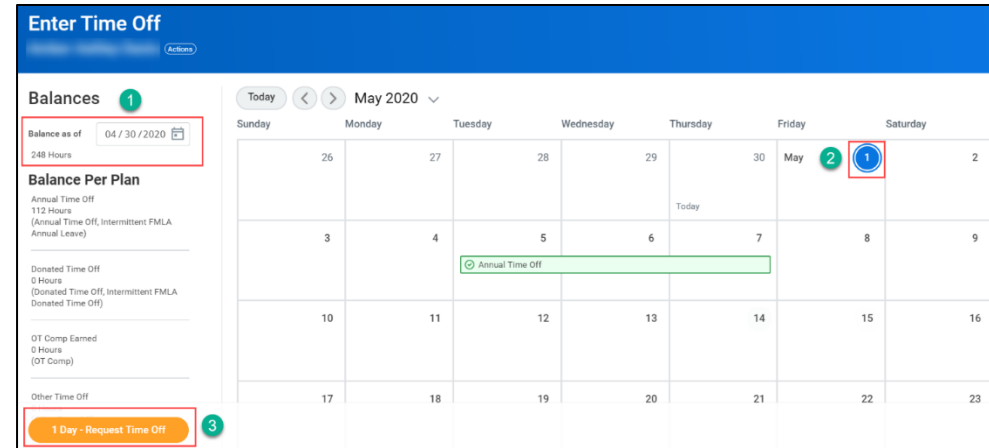 Enter Time Off
Actions
Balances 1
Balance as of 04/30/2020
248 Hours
Balance Per Plan
Annual Time Off
112 Hours
(Annual Time Off, Intermittent FMLA
Annual Leave)
Donated Time Off
0 Hours
(Donated Time Off, Intermittent FMLA
Donated Time Off)
OT Comp Earned
0 Hours
(OT Comp)
Other Time Off
1 Day - Request Time Off 3
Today < > May 2020
Sunday Monday Tuesday Wednesday Thursday Friday Saturday
26 27 28 29 30 May 2 1 2
Today
3 4 5 6 7 8 9
Annual Time Off
10 11 12 13 14 15 16
17 18 19 20 21 22 23